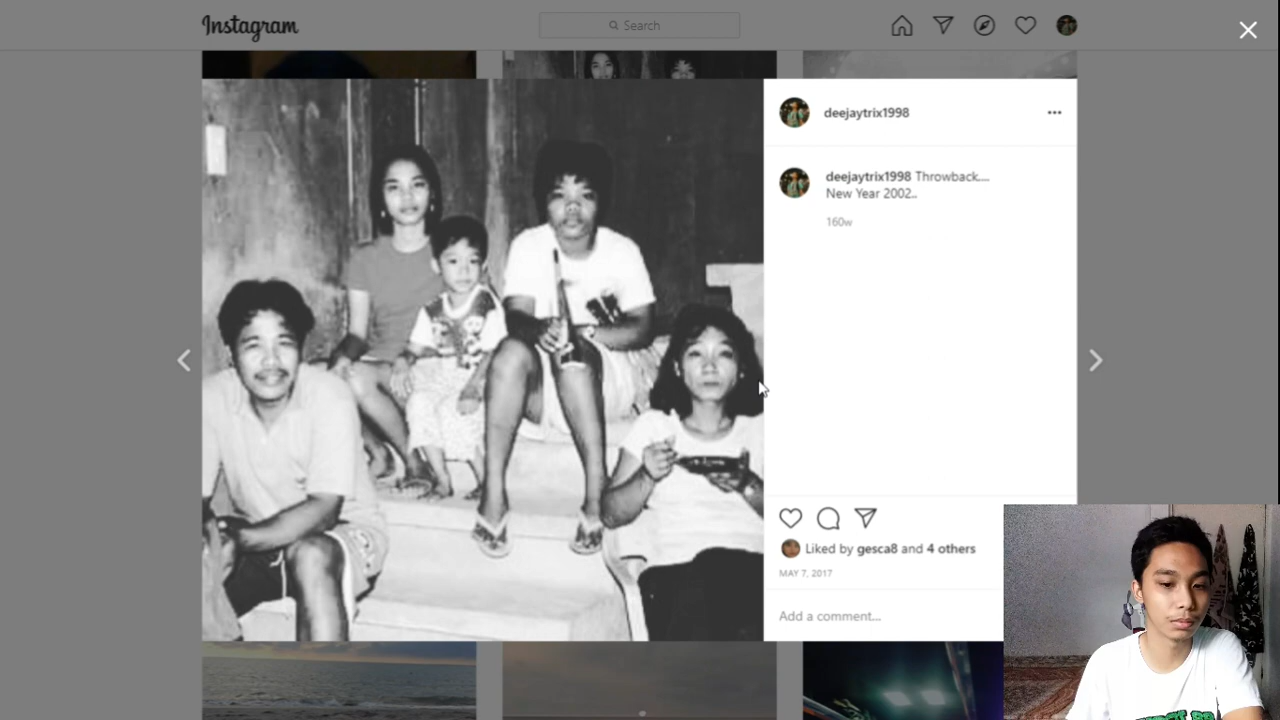 Instagram
Search
deejaytrix1998
deejaytrix1998 Throwback....
New Year 2002..
160w
Liked by gesca8 and 4 others
MAY 7, 2017
Add a comment...